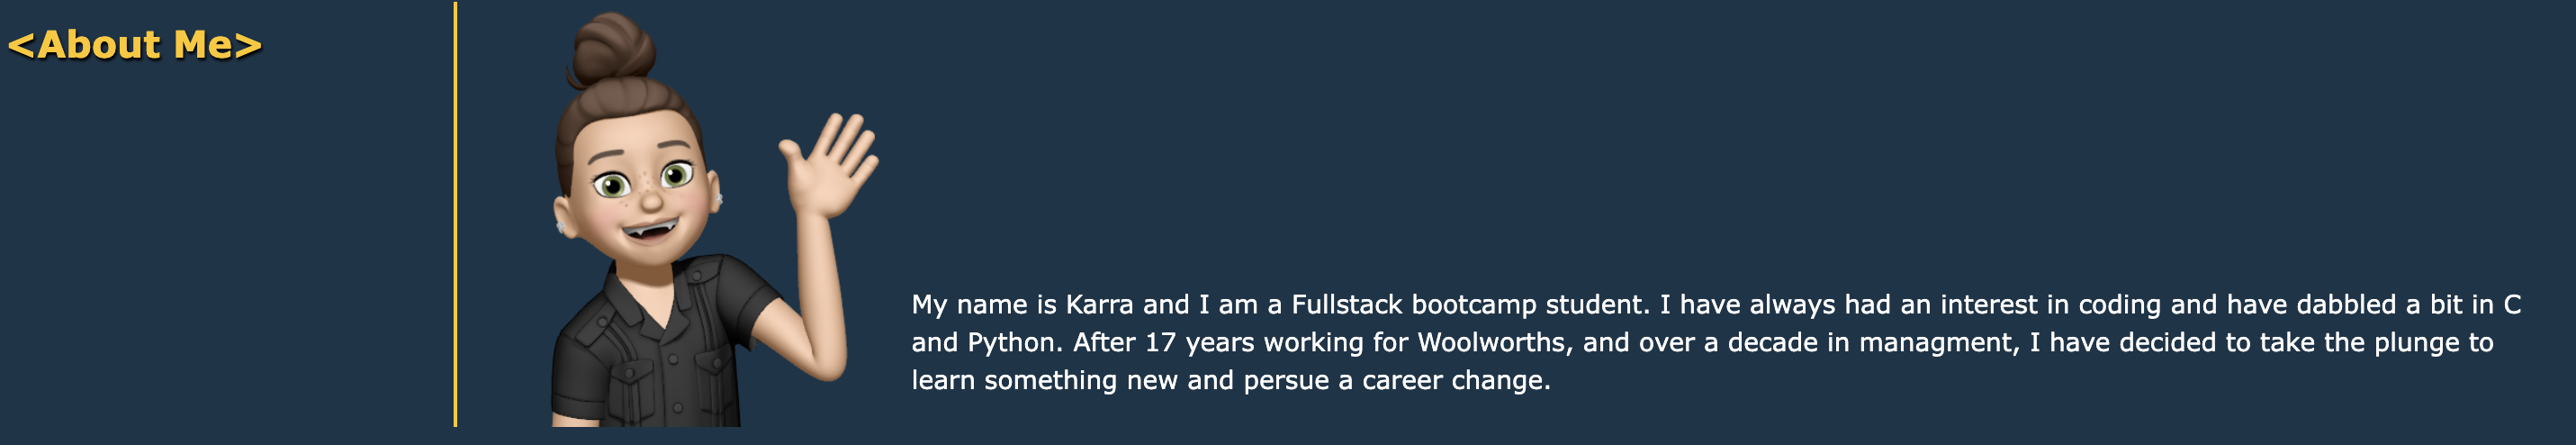 <About Me>
My name is Karra and I am a Fullstack bootcamp student. I have always had an interest in coding and have dabbled a bit in C
and Python. After 17 years working for Woolworths, and over a decade in managment, I have decided to take the plunge to
learn something new and persue a career change.